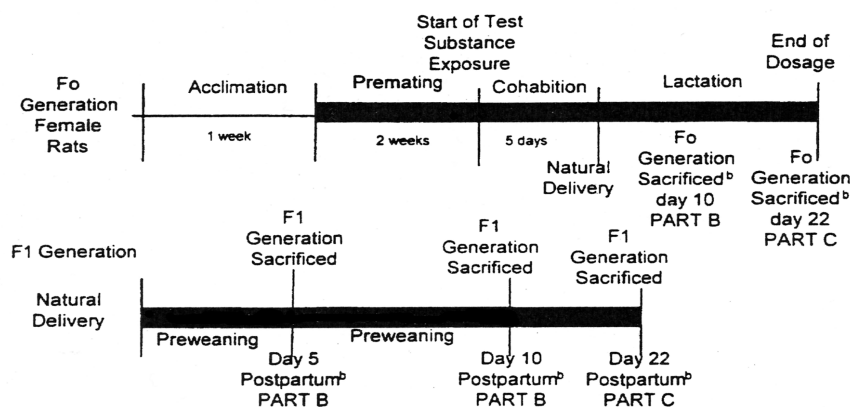 Start of Test
Substance
Exposure
End of
Dosage
Fo
Generation
Female
Rats
Acclimation
Premating
Cohabition
Lactation
1 week
2 weeks
5 days
Natural
Delivery
Fo
Generation
Sacrificedᵇ
day 10
PART B
Fo
Generation
Sacrificedᵇ
day 22
PART C
F1 Generation
F1
Generation
Sacrificed
F1
Generation
Sacrificed
F1
Generation
Sacrificed
Natural
Delivery
Preweaning
Preweaning
Day 5
Postpartumᵇ
PART B
Day 10
Postpartumᵇ
PART B
Day 22
Postpartumᵇ
PART C